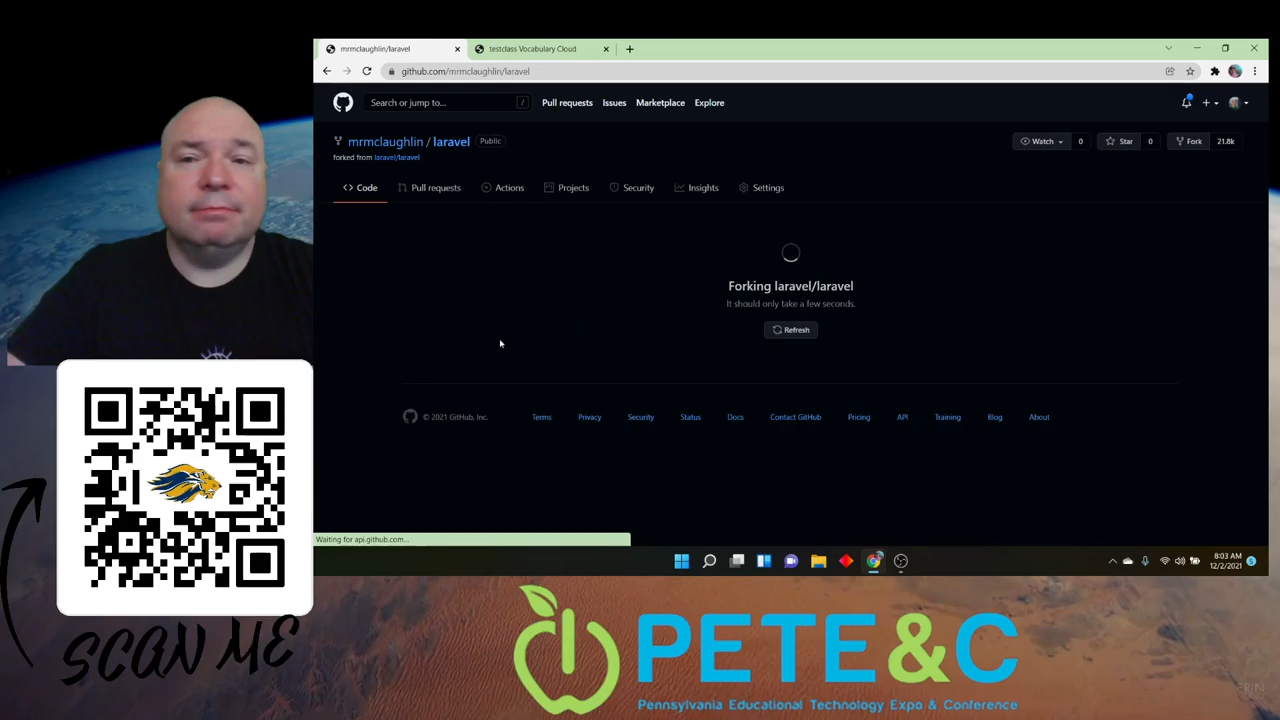 mrmclaughlin/laravel
testclass Vocabulary Cloud
github.com/mrmclaughlin/laravel
Search or jump to... /
Pull requests Issues Marketplace Explore
mrmclaughlin / laravel Public
forked from laravel/laravel
Watch 0 Star 0 Fork 21.8k
Code Pull requests Actions Projects Security Insights Settings
Forking laravel/laravel
It should only take a few seconds.
Refresh
© 2021 GitHub, Inc. Terms Privacy Security Status Docs Contact GitHub Pricing API Training Blog About
Waiting for api.github.com...
8:03 AM
12/2/2021
SCAN ME
PETE&C
Pennsylvania Educational Technology Expo & Conference